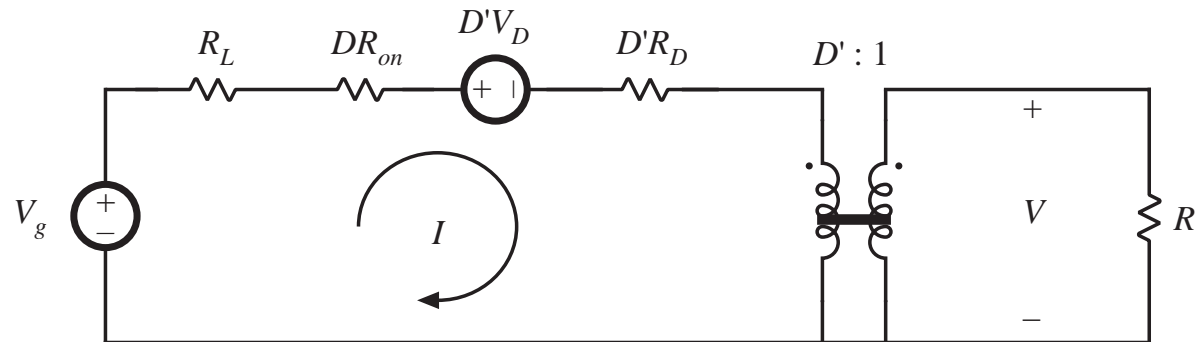 R_L
DR_on
D'V_D
D'R_D
D' : 1
+ −
+
−
V_g
I
+
V
−
R